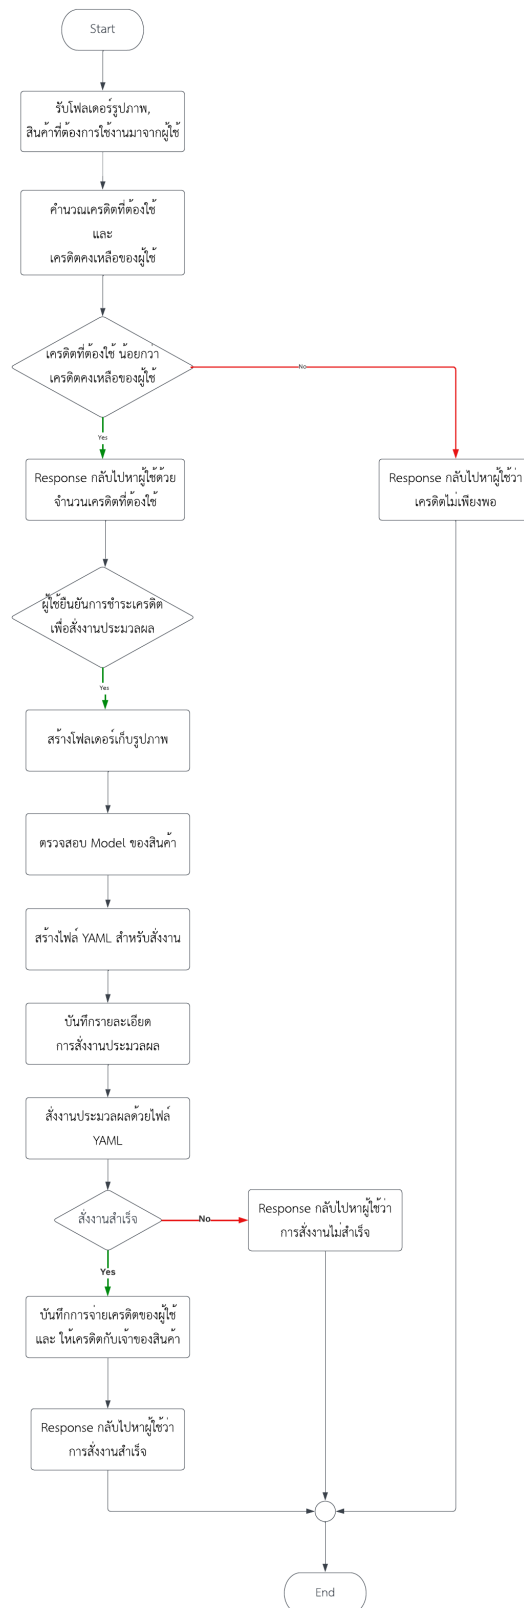 Start
รับโฟลเดอร์รูปภาพ,
สินค้าที่ต้องการใช้งานมาจากผู้ใช้
คำนวณเครดิตที่ต้องใช้
และ
เครดิตคงเหลือของผู้ใช้
เครดิตที่ต้องใช้ น้อยกว่า
เครดิตคงเหลือของผู้ใช้
No
Yes
Response กลับไปหาผู้ใช้ด้วย
จำนวนเครดิตที่ต้องใช้
Response กลับไปหาผู้ใช้ว่า
เครดิตไม่เพียงพอ
ผู้ใช้ยืนยันการชำระเครดิต
เพื่อสั่งงานประมวลผล
Yes
สร้างโฟลเดอร์เก็บรูปภาพ
ตรวจสอบ Model ของสินค้า
สร้างไฟล์ YAML สำหรับสั่งงาน
บันทึกรายละเอียด
การสั่งงานประมวลผล
สั่งงานประมวลผลด้วยไฟล์
YAML
สั่งงานสำเร็จ
No
Response กลับไปหาผู้ใช้ว่า
การสั่งงานไม่สำเร็จ
Yes
บันทึกการจ่ายเครดิตของผู้ใช้
และ ให้เครดิตกับเจ้าของสินค้า
Response กลับไปหาผู้ใช้ว่า
การสั่งงานสำเร็จ
End